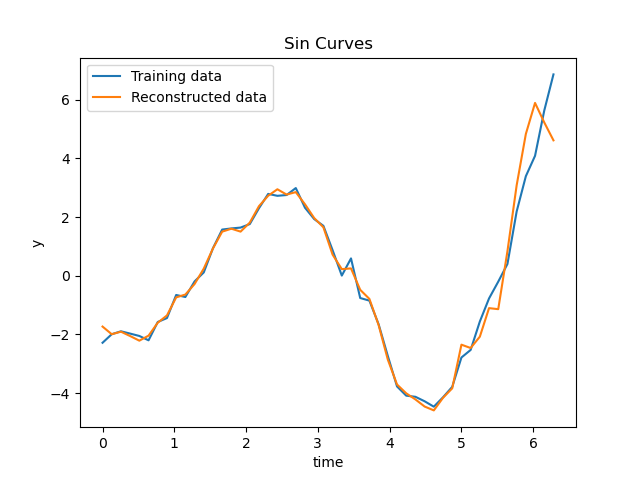 Sin Curves
Training data
Reconstructed data
y
6
4
2
0
−2
−4
0 1 2 3 4 5 6
time